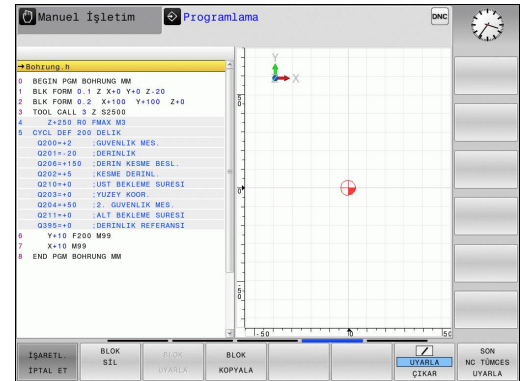 Manuel İşletim
Programlama
DNC
→Bohrung.h
0 BEGIN PGM BOHRUNG MM
1 BLK FORM 0.1 Z X+0 Y+0 Z-20
2 BLK FORM 0.2 X+100 Y+100 Z+0
3 TOOL CALL 3 Z S2500
4 Z+250 R0 FMAX M3
5 CYCL DEF 200 DELIK
Q200=+2 ;GUVENLIK MES.
Q201=-20 ;DERINLIK
Q206=+150 ;DERIN KESME BESL.
Q202=+5 ;KESME DERINL.
Q210=+0 ;UST BEKLEME SURESI
Q203=+0 ;YUZEY KOOR.
Q204=+50 ;2. GUVENLIK MES.
Q211=+0 ;ALT BEKLEME SURESI
Q395=+0 ;DERINLIK REFERANSI
6 Y+10 F200 M99
7 X+10 M99
8 END PGM BOHRUNG MM
Y
X
50
0
-50
-50
0
50
İŞARETL.
İPTAL ET
BLOK
SİL
BLOK
UYARLA
BLOK
KOPYALA
UYARLA
ÇIKAR
SON
NC TÜMCES
UYARLA